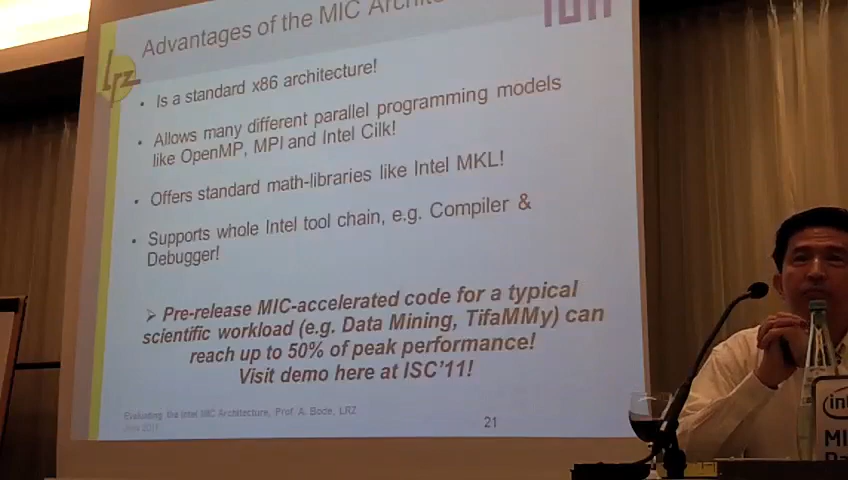 Advantages of the MIC
lrz
TUM
• Is a standard x86 architecture!
• Allows many different parallel programming models
like OpenMP, MPI and Intel Cilk!
• Offers standard math-libraries like Intel MKL!
• Supports whole Intel tool chain, e.g. Compiler &
Debugger!
➢ Pre-release MIC-accelerated code for a typical
scientific workload (e.g. Data Mining, TifaMMy) can
reach up to 50% of peak performance!
Visit demo here at ISC'11!
Evaluating the Intel MIC Architecture, Prof. A. Bode, LRZ
21